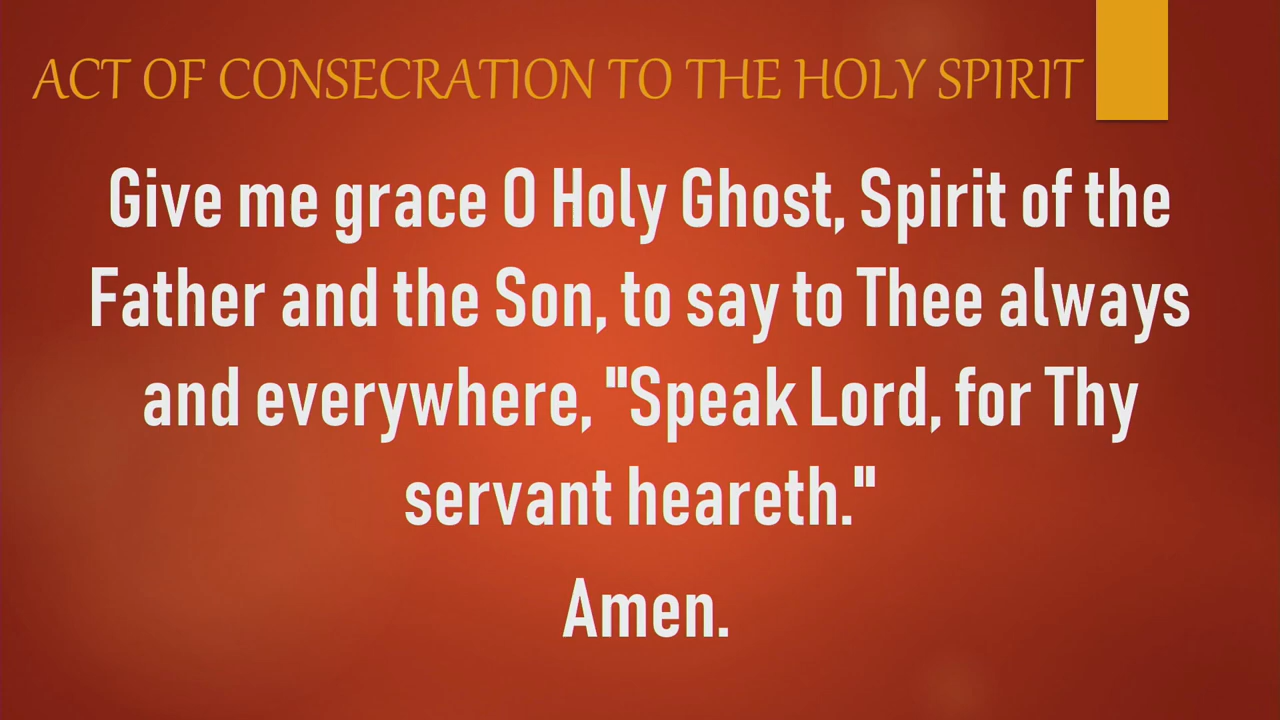 ACT OF CONSECRATION TO THE HOLY SPIRIT
Give me grace O Holy Ghost, Spirit of the
Father and the Son, to say to Thee always
and everywhere, "Speak Lord, for Thy
servant heareth."
Amen.